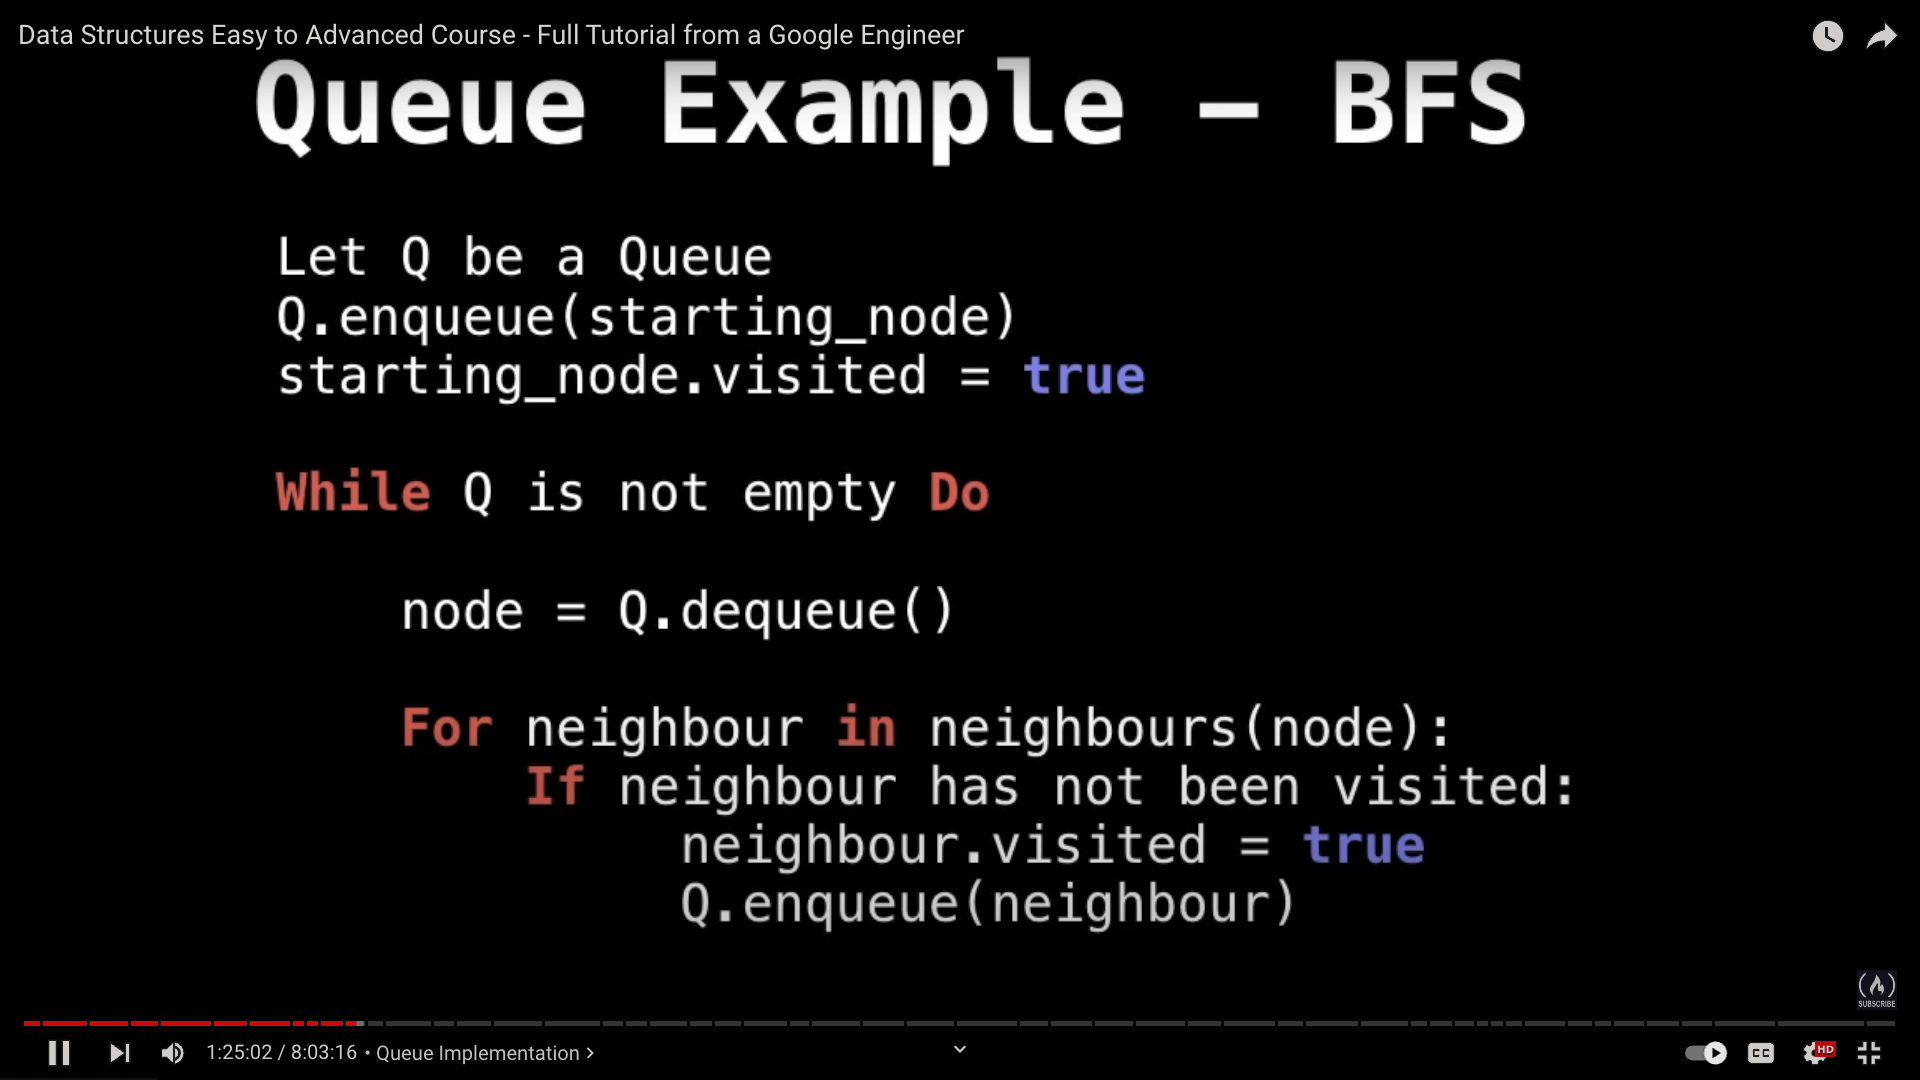 Data Structures Easy to Advanced Course - Full Tutorial from a Google Engineer
Queue Example - BFS
Let Q be a Queue
Q.enqueue(starting_node)
starting_node.visited = true
While Q is not empty Do
node = Q.dequeue()
For neighbour in neighbours(node):
If neighbour has not been visited:
neighbour.visited = true
Q.enqueue(neighbour)
SUBSCRIBE
1:25:02 / 8:03:16 • Queue Implementation
CC
HD